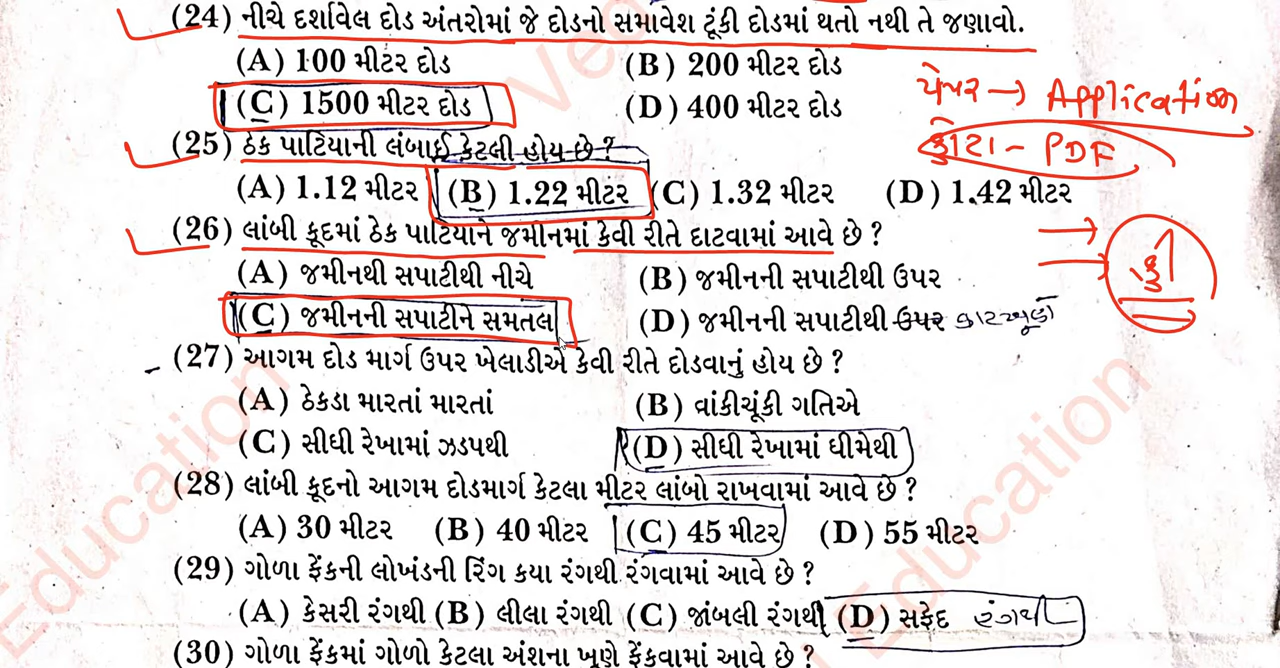 (24) નીચે દર્શાવેલ દોડ અંતરોમાં જે દોડનો સમાવેશ ટૂંકી દોડમાં થતો નથી તે જણાવો.
(A) 100 મીટર દોડ (B) 200 મીટર દોડ
(C) 1500 મીટર દોડ (D) 400 મીટર દોડ
પેપર → Application
ફોટા - PDF
(25) ઠેક પાટિયાની લંબાઈ કેટલી હોય છે ?
(A) 1.12 મીટર (B) 1.22 મીટર (C) 1.32 મીટર (D) 1.42 મીટર
(26) લાંબી કૂદમાં ઠેક પાટિયાને જમીનમાં કેવી રીતે દાટવામાં આવે છે ?
ફ્રી
(A) જમીનથી સપાટીથી નીચે (B) જમીનની સપાટીથી ઉપર
(C) જમીનની સપાટીને સમતલ (D) જમીનની સપાટીથી ઉપર કાટખૂણે
(27) આગમ દોડ માર્ગ ઉપર ખેલાડીએ કેવી રીતે દોડવાનું હોય છે ?
(A) ઠેકડા મારતાં મારતાં (B) વાંકીચૂંકી ગતિએ
(C) સીધી રેખામાં ઝડપથી (D) સીધી રેખામાં ધીમેથી
(28) લાંબી કૂદનો આગમ દોડમાર્ગ કેટલા મીટર લાંબો રાખવામાં આવે છે ?
(A) 30 મીટર (B) 40 મીટર (C) 45 મીટર (D) 55 મીટર
(29) ગોળા ફેંકની લોખંડની રિંગ કયા રંગથી રંગવામાં આવે છે ?
(A) કેસરી રંગથી (B) લીલા રંગથી (C) જાંબલી રંગથી (D) સફેદ રંગથી
(30) ગોળા ફેંકમાં ગોળો કેટલા અંશના ખૂણે ફેંકવામાં આવે છે ?
Education
Education